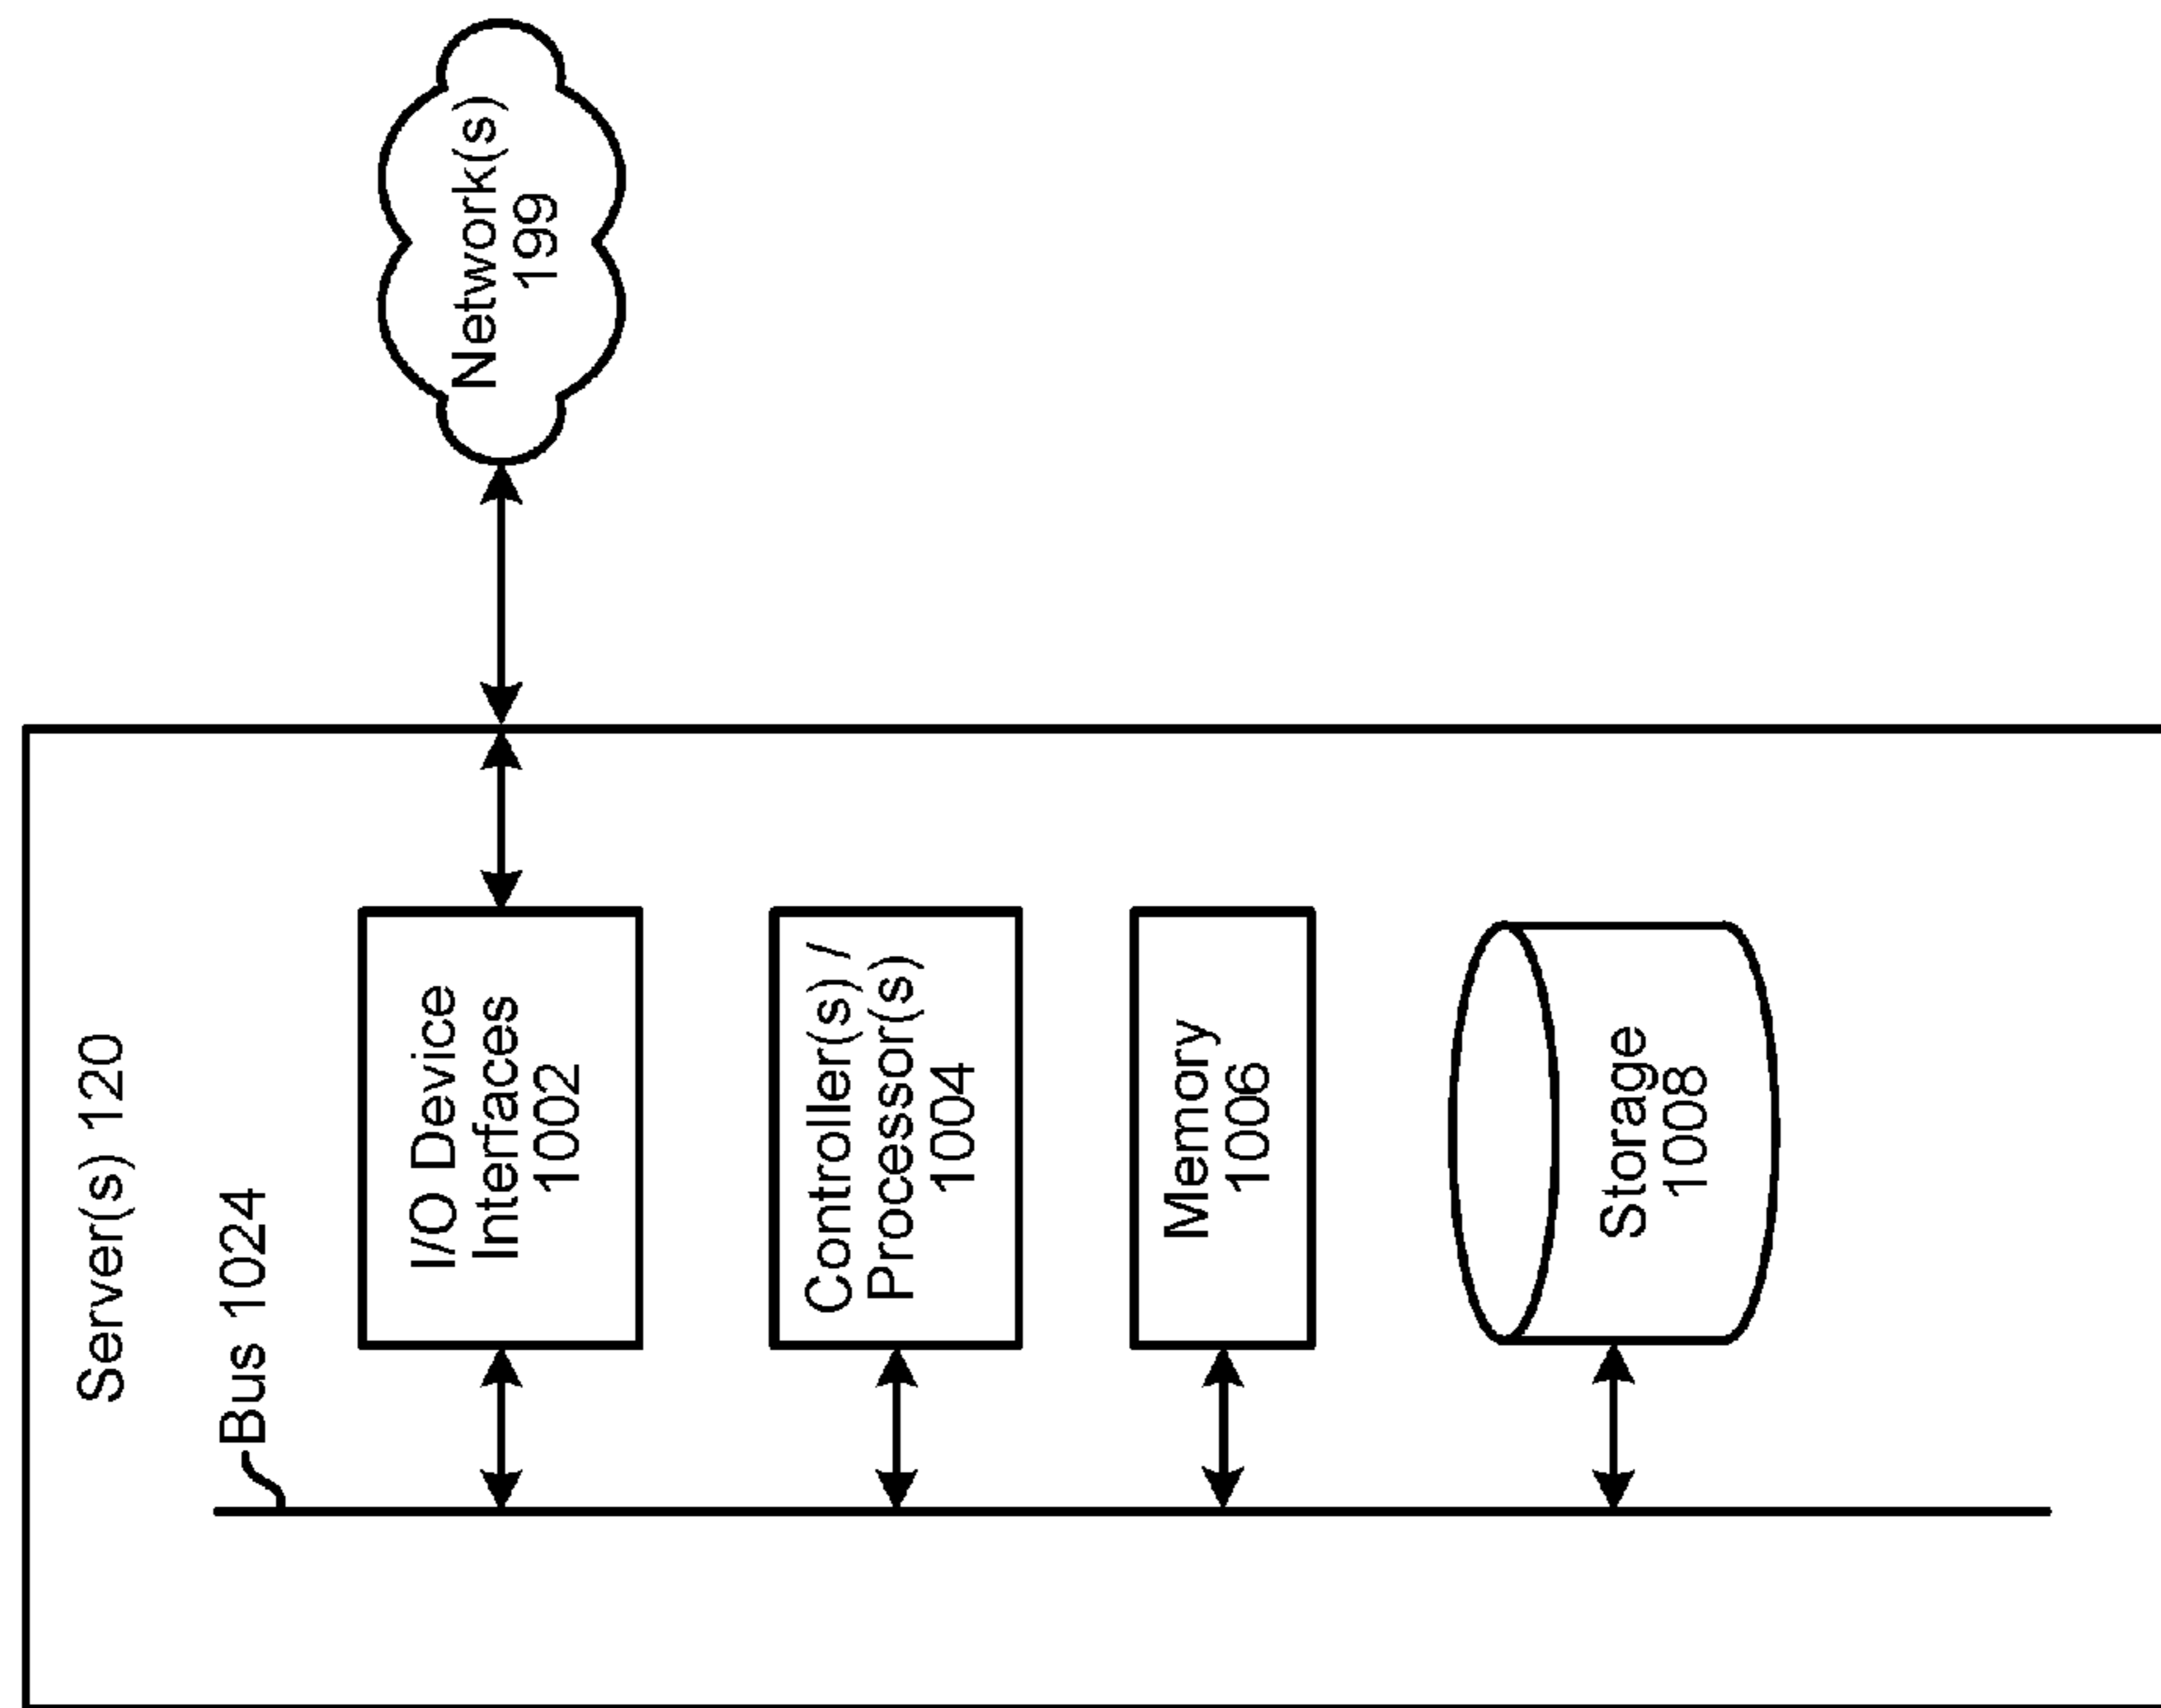 Server(s) 120
Bus 1024
I/O Device
Interfaces
1002
Network(s)
199
Controller(s) /
Processor(s)
1004
Memory
1006
Storage
1008